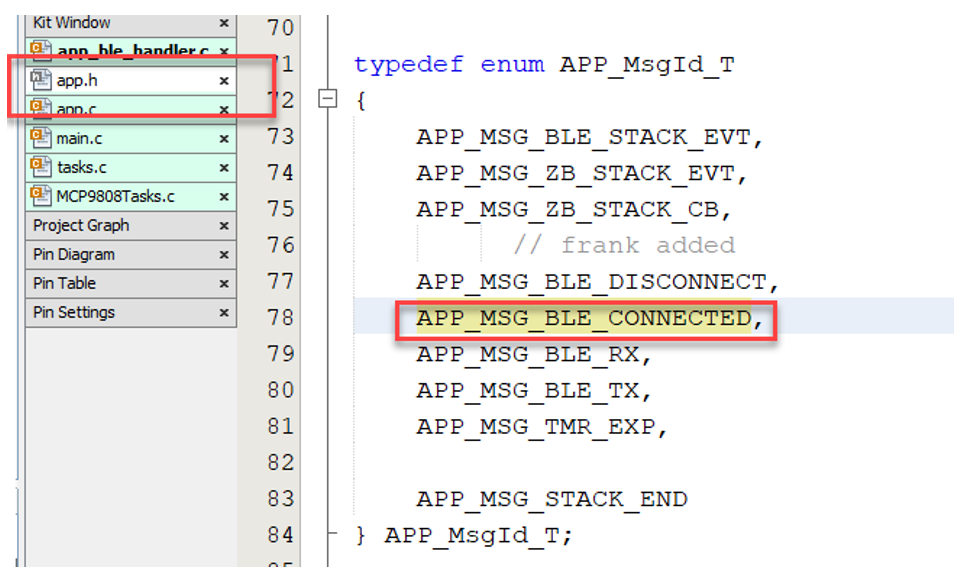 Kit Window ×
app_ble_handler.c ×
app.h ×
app.c ×
main.c ×
tasks.c ×
MCP9808Tasks.c ×
Project Graph ×
Pin Diagram ×
Pin Table ×
Pin Settings ×
70
71 typedef enum APP_MsgId_T
72 {
73 APP_MSG_BLE_STACK_EVT,
74 APP_MSG_ZB_STACK_EVT,
75 APP_MSG_ZB_STACK_CB,
76 // frank added
77 APP_MSG_BLE_DISCONNECT,
78 APP_MSG_BLE_CONNECTED,
79 APP_MSG_BLE_RX,
80 APP_MSG_BLE_TX,
81 APP_MSG_TMR_EXP,
82
83 APP_MSG_STACK_END
84 } APP_MsgId_T;